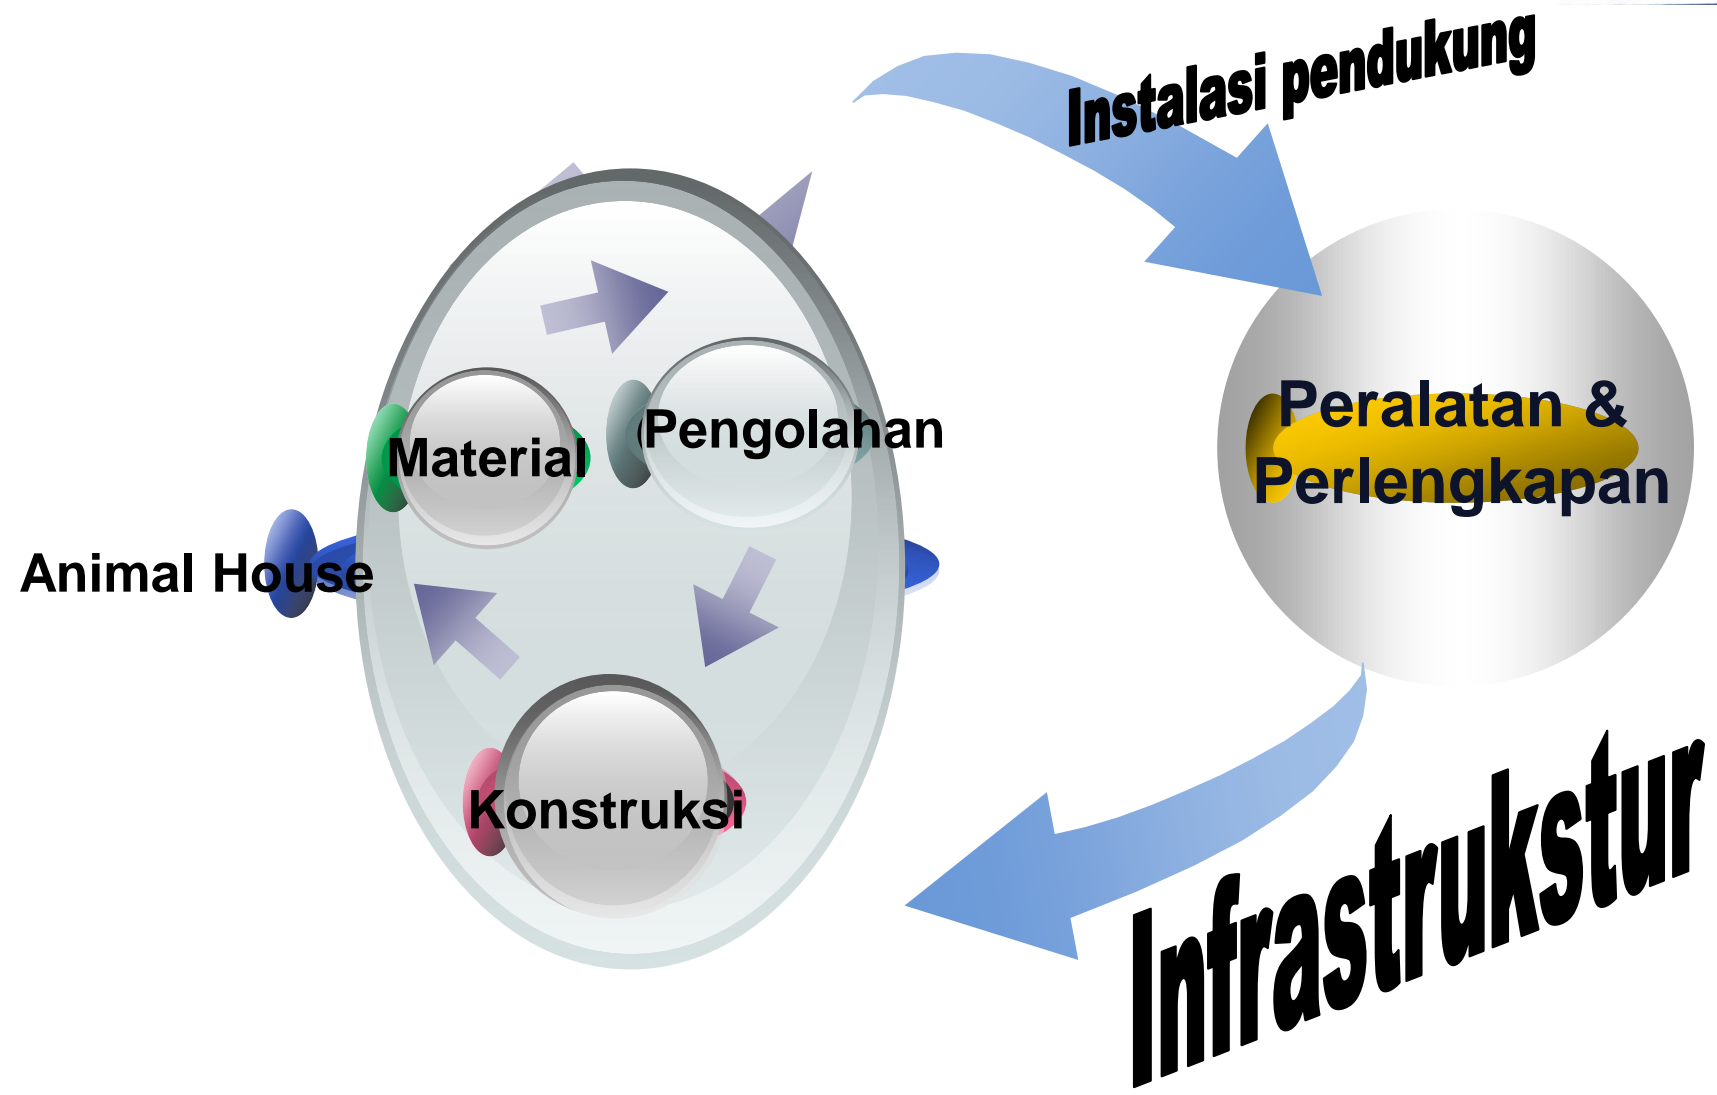 Instalasi pendukung
Material
Pengolahan
Peralatan &
Perlengkapan
Animal House
Konstruksi
Infrastrukstur